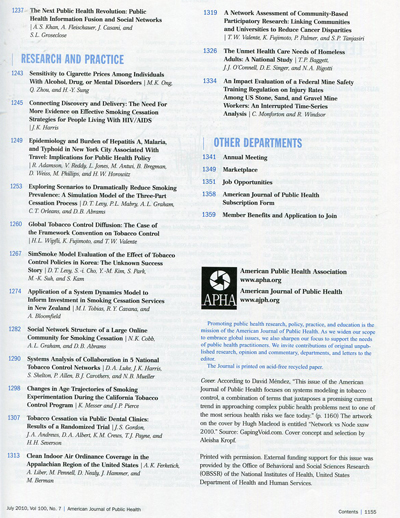 1237 The Next Public Health Revolution: Public
Health Information Fusion and Social Networks
| A. S. Khan, A. Fleischauer, J. Casani, and
S.L. Groseclose
RESEARCH AND PRACTICE
1243 Sensitivity to Cigarette Prices Among Individuals
With Alcohol, Drug, or Mental Disorders | M.K. Ong,
Q. Zhou, and H.-Y. Sung
1245 Connecting Discovery and Delivery: The Need For
More Evidence on Effective Smoking Cessation
Strategies for People Living With HIV/AIDS
| J.K. Harris
1249 Epidemiology and Burden of Hepatitis A, Malaria,
and Typhoid in New York City Associated With
Travel: Implications for Public Health Policy
| R. Adamson, V. Reddy, L. Jones, M. Antwi, B. Bregman,
D. Weiss, M. Phillips, and H.W. Horowitz
1253 Exploring Scenarios to Dramatically Reduce Smoking
Prevalence: A Simulation Model of the Three-Part
Cessation Process | D. T. Levy, P.L. Mabry, A.L. Graham,
C.T. Orleans, and D.B. Abrams
1260 Global Tobacco Control Diffusion: The Case of
the Framework Convention on Tobacco Control
| H.L. Wipfli, K. Fujimoto, and T.W. Valente
1267 SimSmoke Model Evaluation of the Effect of Tobacco
Control Policies in Korea: The Unknown Success
Story | D. T. Levy, S.-i. Cho, Y.-M. Kim, S. Park,
M.-K. Suh, and S. Kam
1274 Application of a System Dynamics Model to
Inform Investment in Smoking Cessation Services
in New Zealand | M.I. Tobias, R.Y. Cavana, and
A. Bloomfield
1282 Social Network Structure of a Large Online
Community for Smoking Cessation | N.K. Cobb,
A.L. Graham, and D.B. Abrams
1290 Systems Analysis of Collaboration in 5 National
Tobacco Control Networks | D.A. Luke, J.K. Harris,
S. Shelton, P. Allen, B.J. Carothers, and N.B. Mueller
1298 Changes in Age Trajectories of Smoking
Experimentation During the California Tobacco
Control Program | K. Messer and J.P. Pierce
1307 Tobacco Cessation via Public Dental Clinics:
Results of a Randomized Trial | J.S. Gordon,
J.A. Andrews, D.A. Albert, K.M. Crews, T.J. Payne, and
H.H. Severson
1313 Clean Indoor Air Ordinance Coverage in the
Appalachian Region of the United States | A.K. Ferketich,
A. Liber, M. Pennell, D. Nealy, J. Hammer, and
M. Berman
1319 A Network Assessment of Community-Based
Participatory Research: Linking Communities
and Universities to Reduce Cancer Disparities
| T.W. Valente, K. Fujimoto, P. Palmer, and S.P. Tanjasiri
1326 The Unmet Health Care Needs of Homeless
Adults: A National Study | T.P. Baggett,
J.J. O'Connell, D.E. Singer, and N.A. Rigotti
1334 An Impact Evaluation of a Federal Mine Safety
Training Regulation on Injury Rates
Among US Stone, Sand, and Gravel Mine
Workers: An Interrupted Time-Series
Analysis | C. Monforton and R. Windsor
OTHER DEPARTMENTS
1341 Annual Meeting
1349 Marketplace
1351 Job Opportunities
1358 American Journal of Public Health
Subscription Form
1359 Member Benefits and Application to Join
APHA
American Public Health Association
www.apha.org
American Journal of Public Health
www.ajph.org
Promoting public health research, policy, practice, and education is the
mission of the American Journal of Public Health. As we widen our scope
to embrace global issues, we also sharpen our focus to support the needs
of public health practitioners. We invite contributions of original unpub-
lished research, opinion and commentary, departments, and letters to the
editor.
The Journal is printed on acid-free recycled paper.
Cover: According to David Méndez, "This issue of the American
Journal of Public Health focuses on systems modeling in tobacco
control, a combination of terms that juxtaposes a promising current
trend in approaching complex public health problems next to one of
the most serious health risks we face today." (p. 1160) The artwork
on the cover by Hugh Macleod is entitled "Network vs Node xxxw
2010." Source: GapingVoid.com. Cover concept and selection by
Aleisha Kropf.
Printed with permission. External funding support for this issue was
provided by the Office of Behavioral and Social Sciences Research
(OBSSR) of the National Institutes of Health, United States
Department of Health and Human Services.
July 2010, Vol 100, No. 7 | American Journal of Public Health
Contents | 1155